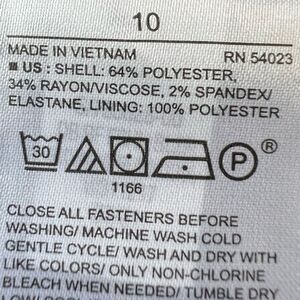 10
MADE IN VIETNAM RN 54023
US : SHELL: 64% POLYESTER,
34% RAYON/VISCOSE, 2% SPANDEX/
ELASTANE, LINING: 100% POLYESTER
30 P ®
1166
CLOSE ALL FASTENERS BEFORE
WASHING/ MACHINE WASH COLD
GENTLE CYCLE/ WASH AND DRY WITH
LIKE COLORS/ ONLY NON-CHLORINE
BLEACH WHEN NEEDED/ TUMBLE DRY